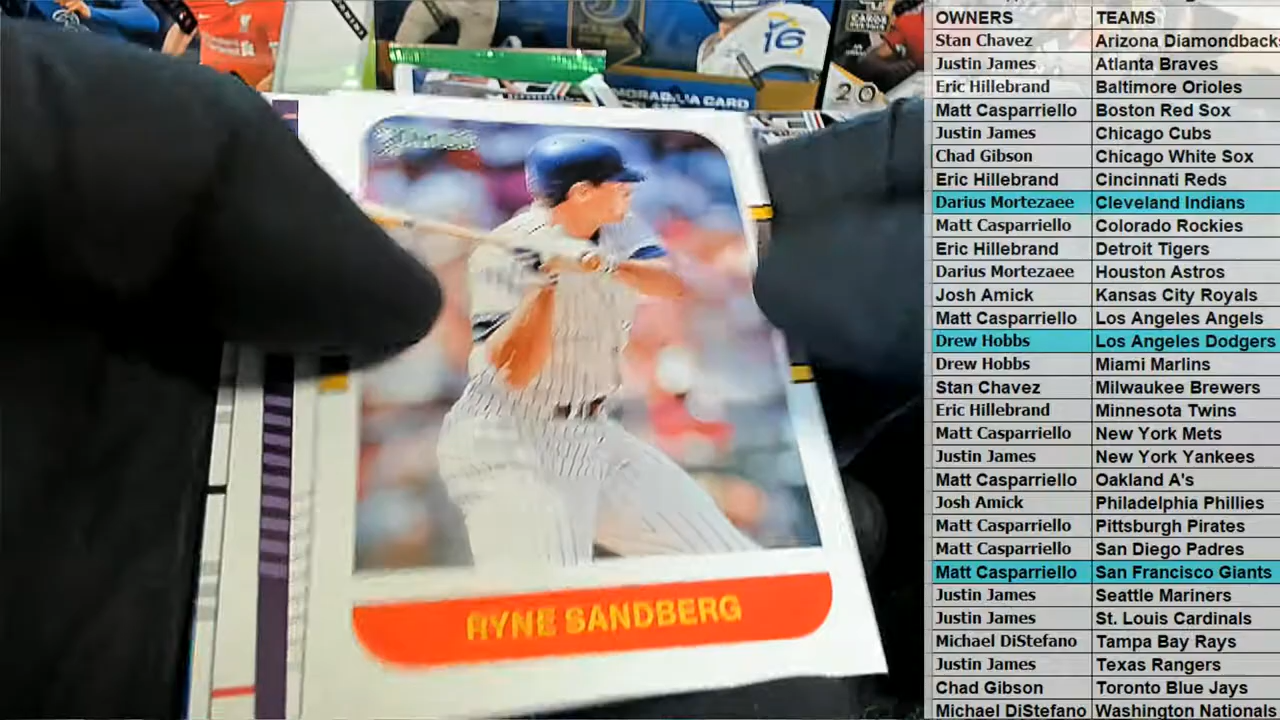 16
MORABILIA CARD
20
Donruss
RYNE SANDBERG
OWNERS TEAMS
Stan Chavez Arizona Diamondbacks
Justin James Atlanta Braves
Eric Hillebrand Baltimore Orioles
Matt Casparriello Boston Red Sox
Justin James Chicago Cubs
Chad Gibson Chicago White Sox
Eric Hillebrand Cincinnati Reds
Darius Mortezaee Cleveland Indians
Matt Casparriello Colorado Rockies
Eric Hillebrand Detroit Tigers
Darius Mortezaee Houston Astros
Josh Amick Kansas City Royals
Matt Casparriello Los Angeles Angels
Drew Hobbs Los Angeles Dodgers
Drew Hobbs Miami Marlins
Stan Chavez Milwaukee Brewers
Eric Hillebrand Minnesota Twins
Matt Casparriello New York Mets
Justin James New York Yankees
Matt Casparriello Oakland A's
Josh Amick Philadelphia Phillies
Matt Casparriello Pittsburgh Pirates
Matt Casparriello San Diego Padres
Matt Casparriello San Francisco Giants
Justin James Seattle Mariners
Justin James St. Louis Cardinals
Michael DiStefano Tampa Bay Rays
Justin James Texas Rangers
Chad Gibson Toronto Blue Jays
Michael DiStefano Washington Nationals